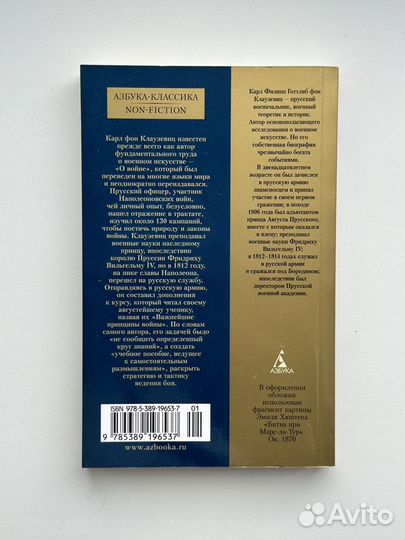 АЗБУКА-КЛАССИКА
NON-FICTION
Карл фон Клаузевиц известен
прежде всего как автор
фундаментального труда
о военном искусстве —
«О войне», который был
переведен на многие языки мира
и неоднократно переиздавался.
Прусский офицер, участник
Наполеоновских войн,
чей личный опыт, безусловно,
нашел отражение в трактате,
изучил около 130 кампаний,
чтобы постичь природу и законы
войны. Клаузевиц преподавал
военные науки наследному
принцу, впоследствии
королю Пруссии Фридриху
Вильгельму IV, но в 1812 году,
на пике славы Наполеона,
перешел на русскую службу.
Отправляясь в русскую армию,
он составил дополнения
к курсу, который читал своему
августейшему ученику,
назвав их «Важнейшие
принципы войны». По словам
самого автора, его задачей было
«не сообщить определенный
круг знаний», а создать
«учебное пособие, ведущее
к самостоятельным
размышлениям», раскрыть
стратегию и тактику
ведения боя.
ISBN 978-5-389-19653-7
01
9 785389 196537
www.azbooka.ru
Карл Филипп Готтлиб фон
Клаузевиц — прусский
военачальник, военный
теоретик и историк.
Автор основополагающего
исследования о военном
искусстве. Но его
собственная биография
чрезвычайно богата
событиями.
В двенадцатилетнем
возрасте он был зачислен
в прусскую армию
знаменосцем и принял
участие в своем первом
сражении; в походе
1806 года был адъютантом
принца Августа Прусского,
вместе с которым оказался
в плену; преподавал
военные науки Фридриху
Вильгельму IV;
в 1812–1814 годах служил
в русской армии
и сражался под Бородином;
впоследствии был
директором Прусской
военной академии.
АЗБУКА
В оформлении
обложки
использован
фрагмент картины
Эмиля Хюнтена
«Битва при
Марс-ла-Тур».
Ок. 1870
Avito